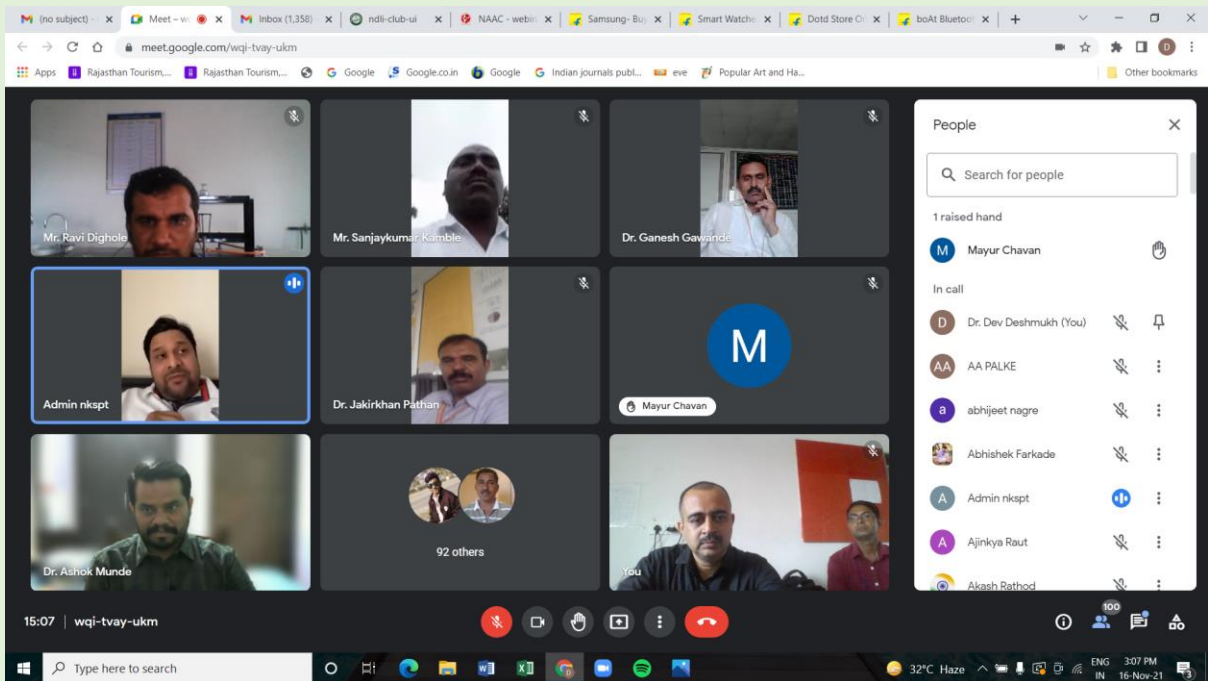 (no subject) -
Meet – w
Inbox (1,358)
ndli-club-ui
NAAC - webin
Samsung- Buy
Smart Watche
Dotd Store O
boAt Bluetoo
meet.google.com/wqi-tvay-ukm
D
Apps
Rajasthan Tourism,...
Rajasthan Tourism,...
Google
Google.co.in
Google
Indian journals publ...
eve
Popular Art and Ha...
Other bookmarks
Mr. Ravi Dighole
Mr. Sanjaykumar Kamble
Dr. Ganesh Gawande
Admin nkspt
Dr. Jakirkhan Pathan
M
Mayur Chavan
Dr. Ashok Munde
92 others
You
People
Search for people
1 raised hand
M Mayur Chavan
In call
D Dr. Dev Deshmukh (You)
AA AA PALKE
a abhijeet nagre
Abhishek Farkade
A Admin nkspt
A Ajinkya Raut
Akash Rathod
15:07 | wqi-tvay-ukm
100
Type here to search
32°C Haze
ENG
IN
3:07 PM
16-Nov-21
3